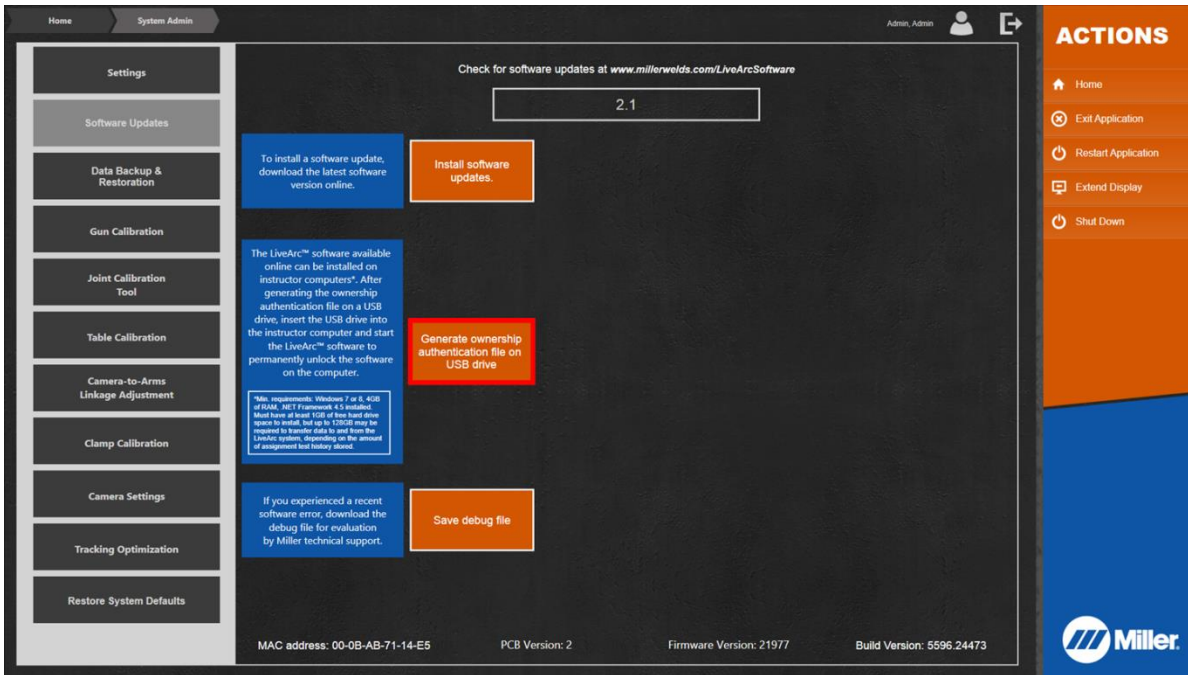 Home
System Admin
Admin, Admin
Settings
Software Updates
Data Backup &
Restoration
Gun Calibration
Joint Calibration
Tool
Table Calibration
Camera-to-Arms
Linkage Adjustment
Clamp Calibration
Camera Settings
Tracking Optimization
Restore System Defaults
Check for software updates at www.millerwelds.com/LiveArcSoftware
2.1
To install a software update,
download the latest software
version online.
Install software
updates.
The LiveArc™ software available
online can be installed on
instructor computers*. After
generating the ownership
authentication file on a USB
drive, insert the USB drive into
the instructor computer and start
the LiveArc™ software to
permanently unlock the software
on the computer.
*Min. requirements: Windows 7 or 8, 4GB
of RAM, .NET Framework 4.5 installed.
Must have at least 1GB of free hard drive
space to install, but up to 128GB may be
required to transfer data to and from the
LiveArc system, depending on the amount
of assignment test history stored.
Generate ownership
authentication file on
USB drive
If you experienced a recent
software error, download the
debug file for evaluation
by Miller technical support.
Save debug file
MAC address: 00-0B-AB-71-14-E5
PCB Version: 2
Firmware Version: 21977
Build Version: 5596.24473
ACTIONS
Home
Exit Application
Restart Application
Extend Display
Shut Down
Miller.